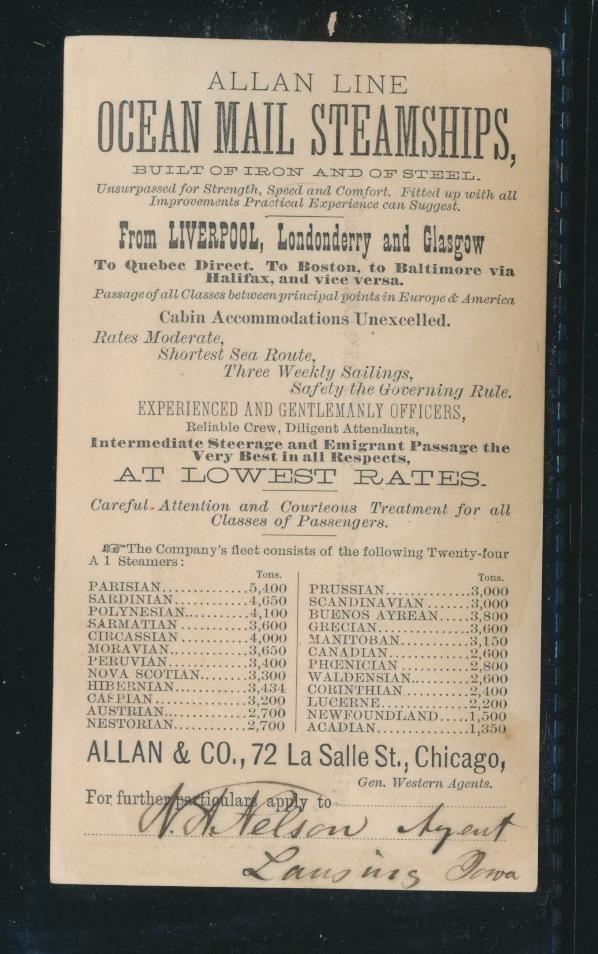 ALLAN LINE
OCEAN MAIL STEAMSHIPS,
BUILT OF IRON AND OF STEEL.
Unsurpassed for Strength, Speed and Comfort. Fitted up with all
Improvements Practical Experience can Suggest.
From LIVERPOOL, Londonderry and Glasgow
To Quebec Direct. To Boston, to Baltimore via
Halifax, and vice versa.
Passage of all Classes between principal points in Europe & America
Cabin Accommodations Unexcelled.
Rates Moderate,
Shortest Sea Route,
Three Weekly Sailings,
Safety the Governing Rule.
EXPERIENCED AND GENTLEMANLY OFFICERS,
Reliable Crew, Diligent Attendants,
Intermediate Steerage and Emigrant Passage the
Very Best in all Respects,
AT LOWEST RATES.
Careful Attention and Courteous Treatment for all
Classes of Passengers.
☞The Company's fleet consists of the following Twenty-four
A 1 Steamers:
Tons.
PARISIAN.............5,400
SARDINIAN............4,650
POLYNESIAN...........4,100
SARMATIAN............3,600
CIRCASSIAN...........4,000
MORAVIAN.............3,650
PERUVIAN.............3,400
NOVA SCOTIAN.........3,300
HIBERNIAN............3,434
CASPIAN..............3,200
AUSTRIAN.............2,700
NESTORIAN............2,700
Tons.
PRUSSIAN.............3,000
SCANDINAVIAN.........3,000
BUENOS AYREAN........3,800
GRECIAN..............3,600
MANITOBAN............3,150
CANADIAN.............2,600
PHŒNICIAN............2,800
WALDENSIAN...........2,600
CORINTHIAN...........2,400
LUCERNE..............2,200
NEWFOUNDLAND.........1,500
ACADIAN..............1,350
ALLAN & CO., 72 La Salle St., Chicago,
Gen. Western Agents.
For further particulars apply to
N. A. Nelson Agent
Lansing Iowa